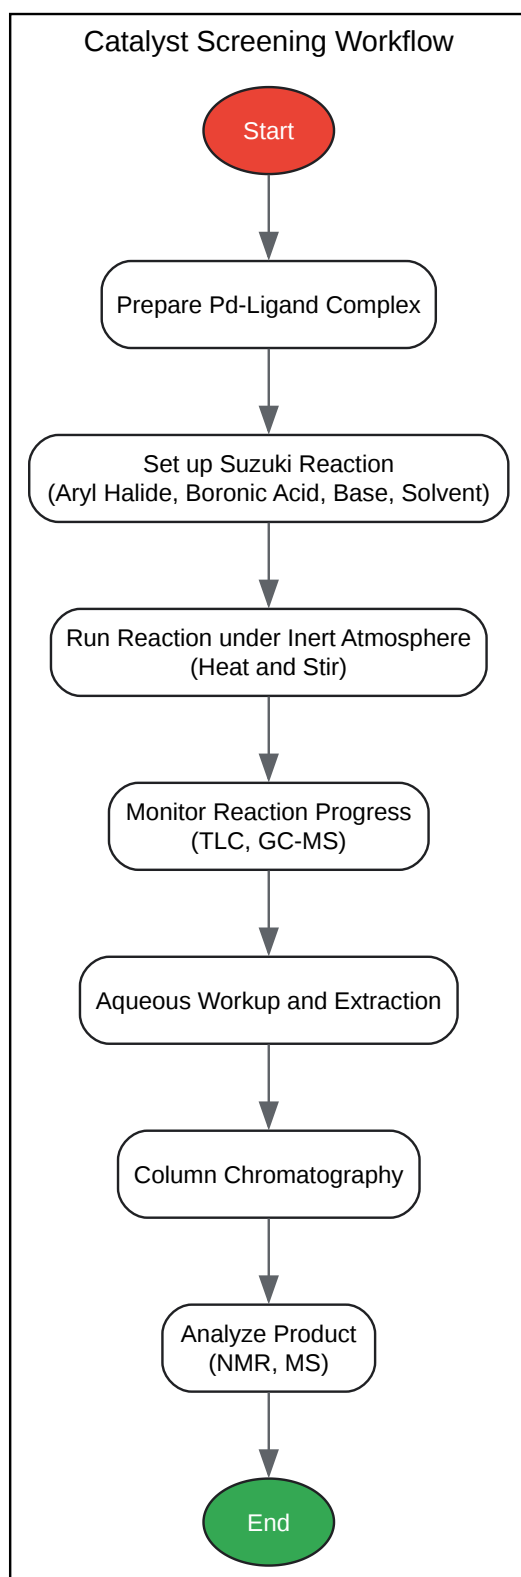 Catalyst Screening Workflow
Start
Prepare Pd-Ligand Complex
Set up Suzuki Reaction
(Aryl Halide, Boronic Acid, Base, Solvent)
Run Reaction under Inert Atmosphere
(Heat and Stir)
Monitor Reaction Progress
(TLC, GC-MS)
Aqueous Workup and Extraction
Column Chromatography
Analyze Product
(NMR, MS)
End